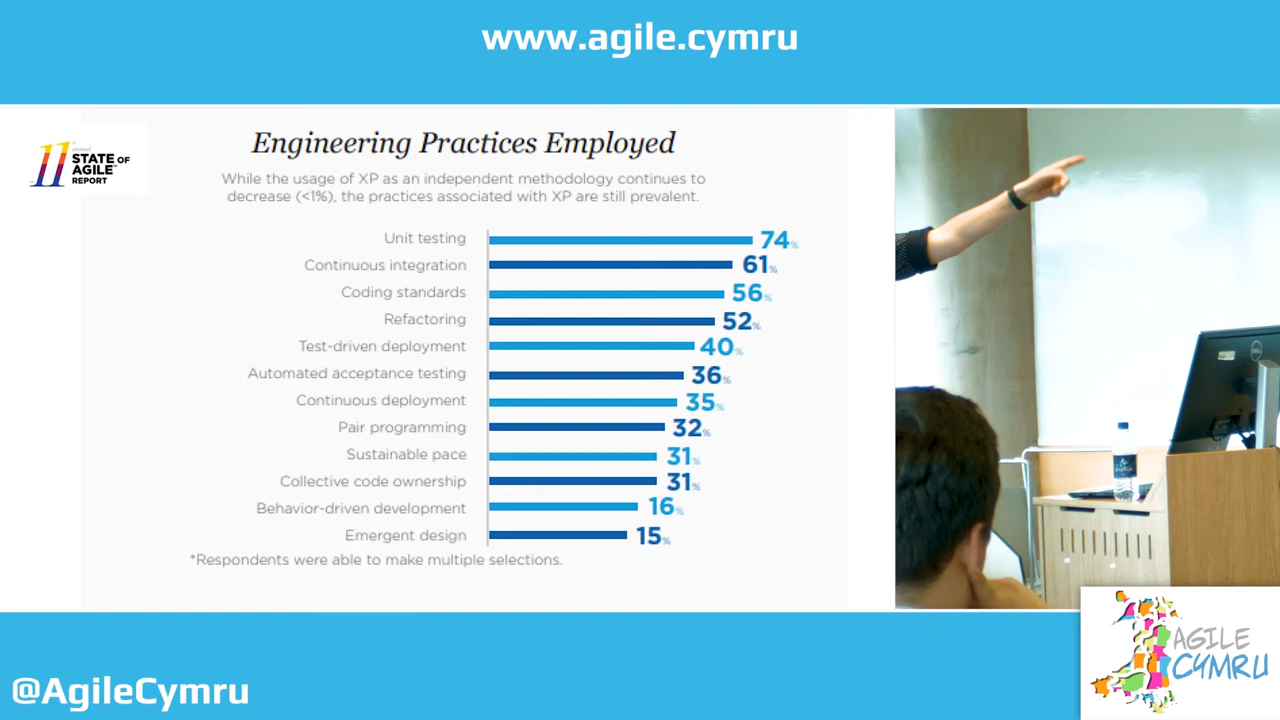 www.agile.cymru
11
STATE OF
AGILE™
REPORT
Engineering Practices Employed
While the usage of XP as an independent methodology continues to
decrease (<1%), the practices associated with XP are still prevalent.
Unit testing 74%
Continuous integration 61%
Coding standards 56%
Refactoring 52%
Test-driven deployment 40%
Automated acceptance testing 36%
Continuous deployment 35%
Pair programming 32%
Sustainable pace 31%
Collective code ownership 31%
Behavior-driven development 16%
Emergent design 15%
*Respondents were able to make multiple selections.
DELL
@AgileCymru
AGILE
CYMRU